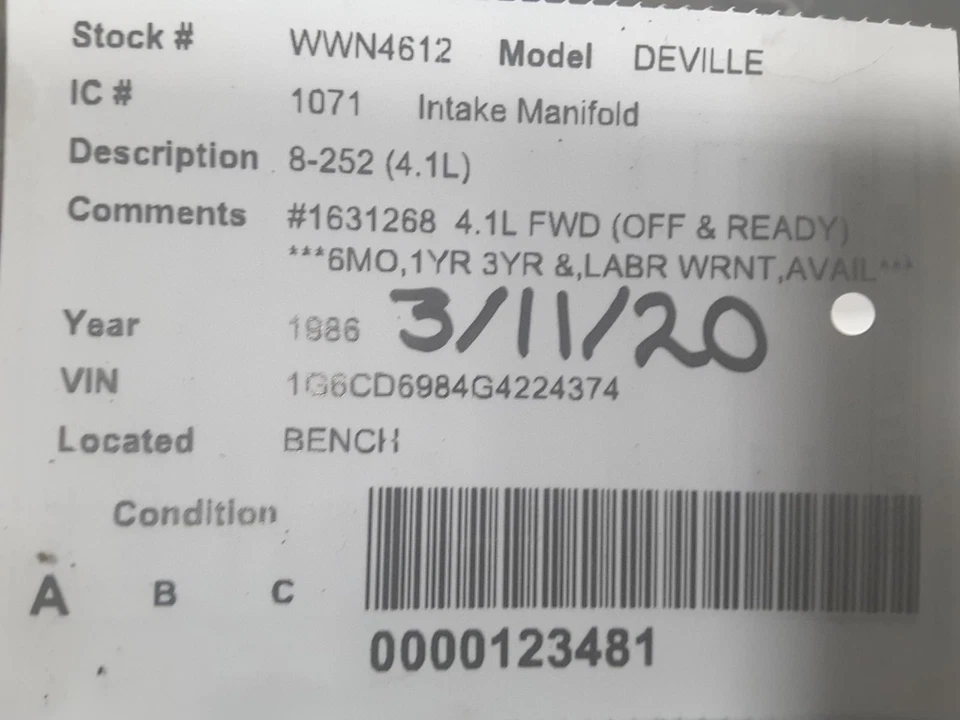 Stock # WWN4612 Model DEVILLE
IC # 1071 Intake Manifold
Description 8-252 (4.1L)
Comments #1631268 4.1L FWD (OFF & READY)
***6MO,1YR 3YR &,LABR WRNT,AVAIL***
Year 1986 3/11/20
VIN 1G6CD6984G4224374
Located BENCH
Condition
A B C
0000123481